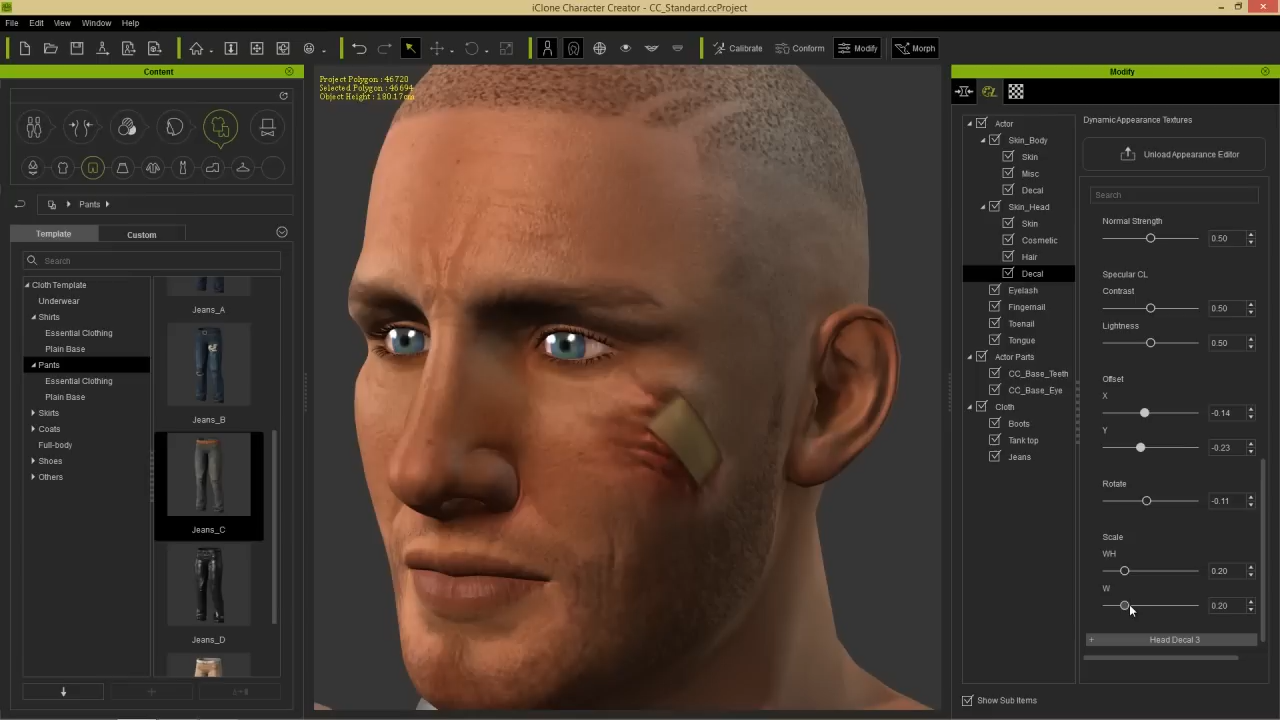 iClone Character Creator - CC_Standard.ccProject
File Edit View Window Help
Calibrate Conform Modify Morph
Content
Pants
Template Custom
Search
Cloth Template
Underwear
Shirts
Essential Clothing
Plain Base
Pants
Essential Clothing
Plain Base
Skirts
Coats
Full-body
Shoes
Others
Jeans_A
Jeans_B
Jeans_C
Jeans_D
Project Polygon : 46720
Selected Polygon : 46694
Object Height : 180.17cm
Modify
Actor
Skin_Body
Skin
Misc
Decal
Skin_Head
Skin
Cosmetic
Hair
Decal
Eyelash
Fingernail
Toenail
Tongue
Actor Parts
CC_Base_Teeth
CC_Base_Eye
Cloth
Boots
Tank top
Jeans
Show Sub Items
Dynamic Appearance Textures
Unload Appearance Editor
Search
Normal Strength
0.50
Specular CL
Contrast
0.50
Lightness
0.50
Offset
X
-0.14
Y
-0.23
Rotate
-0.11
Scale
WH
0.20
W
0.20
+ Head Decal 3